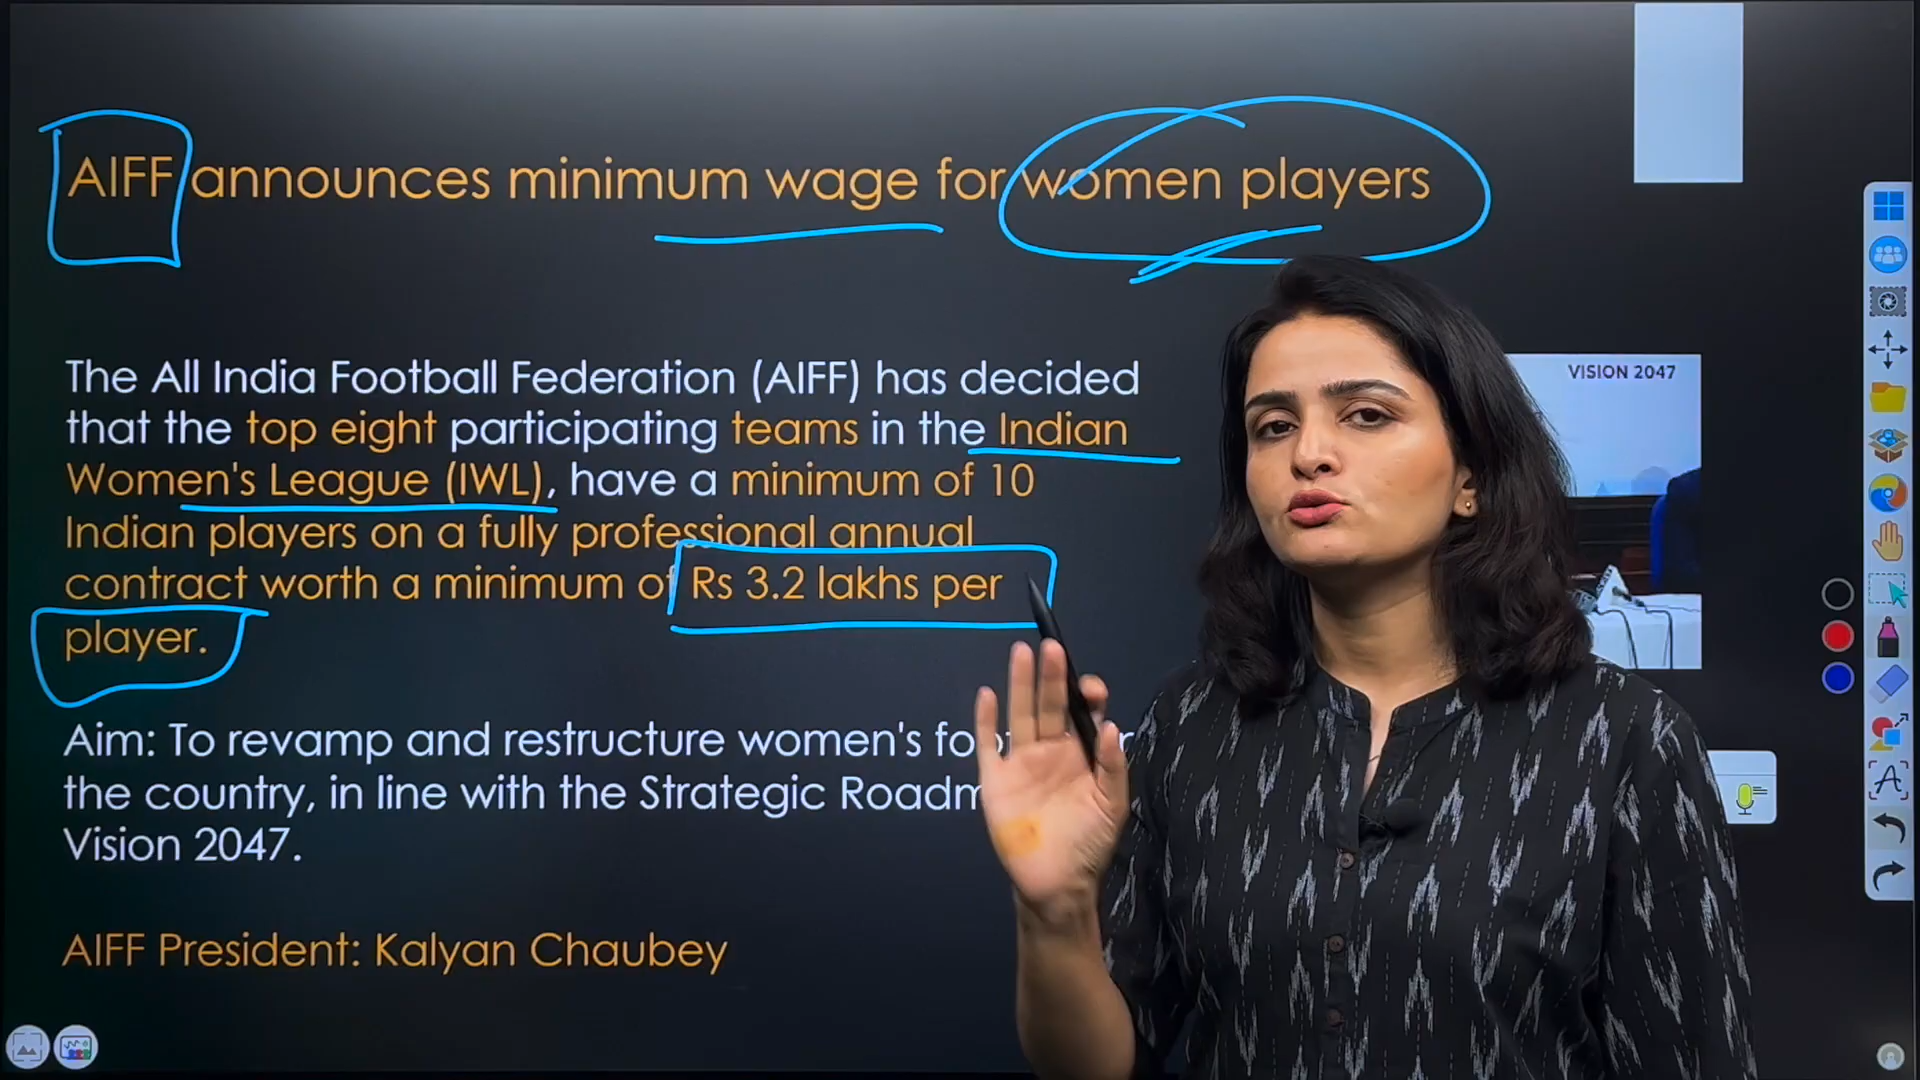 AIFF announces minimum wage for women players
VISION 2047
The All India Football Federation (AIFF) has decided
that the top eight participating teams in the Indian
Women's League (IWL), have a minimum of 10
Indian players on a fully professional annual
contract worth a minimum of Rs 3.2 lakhs per
player.
Aim: To revamp and restructure women's
the country, in line with the Strategic
Vision 2047.
AIFF President: Kalyan Chaubey